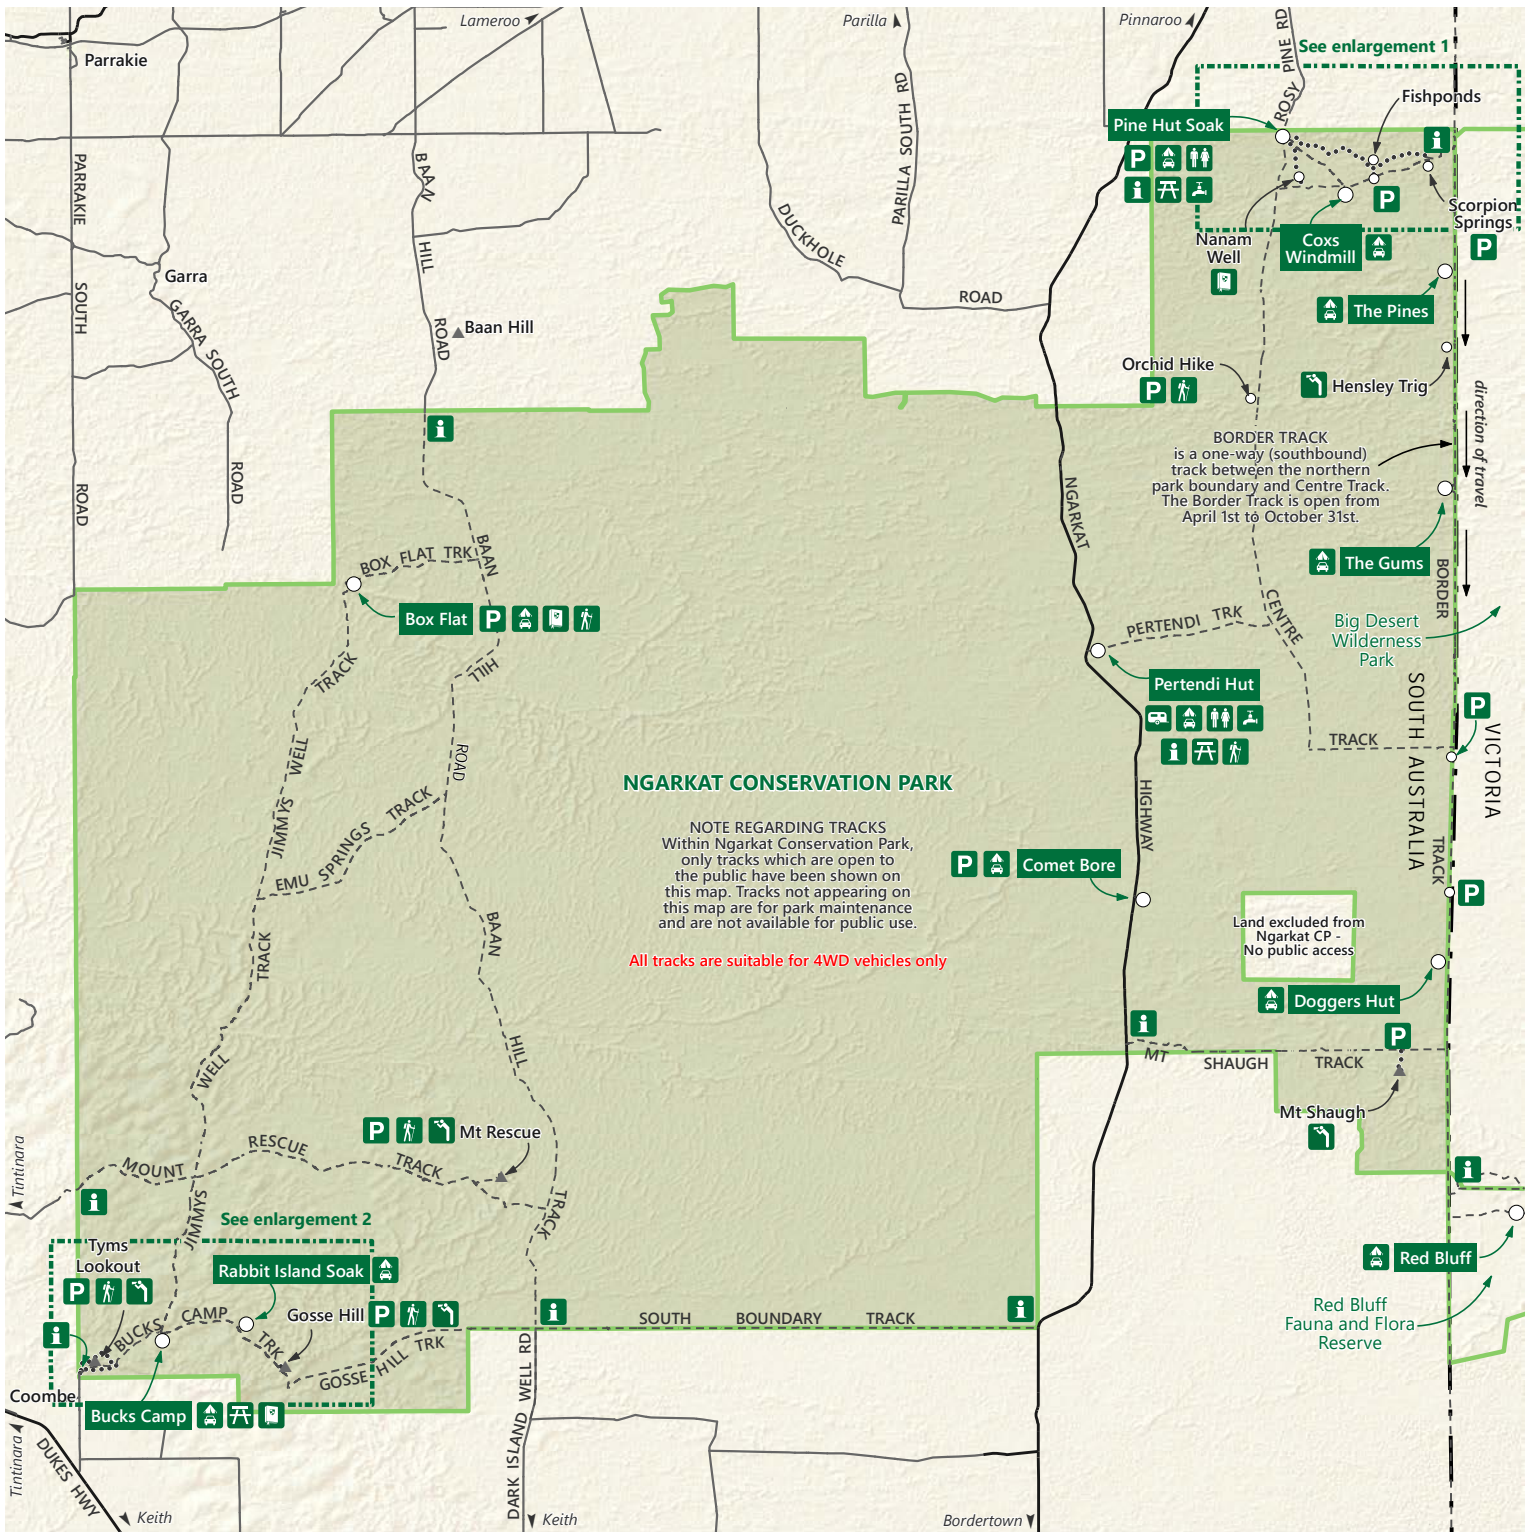 Lameroo
Parilla
Pinnaroo
ROSY PINE RD
See enlargement 1
Parrakie
Fishponds
Pine Hut Soak
P
i
i
P
Scorpion
Springs
P
Nanam
Well
Coxs
Windmill
PARRAKIE
SOUTH
ROAD
BAAN
HILL
ROAD
PARILLA SOUTH RD
DUCKHOLE
ROAD
Garra
GARRA SOUTH
ROAD
Baan Hill
The Pines
Orchid Hike
P
Hensley Trig
direction of travel
i
BORDER TRACK
is a one-way (southbound)
track between the northern
park boundary and Centre Track.
The Border Track is open from
April 1st to October 31st.
NGARKAT
The Gums
BORDER
BOX FLAT TRK
BAAN
Box Flat
P
PERTENDI TRK
CENTRE
Big Desert
Wilderness
Park
HILL
TRACK
Pertendi Hut
i
SOUTH AUSTRALIA
VICTORIA
P
WELL
ROAD
TRACK
NGARKAT CONSERVATION PARK
HIGHWAY
JIMMYS
EMU SPRINGS TRACK
NOTE REGARDING TRACKS
Within Ngarkat Conservation Park,
only tracks which are open to
the public have been shown on
this map. Tracks not appearing on
this map are for park maintenance
and are not available for public use.
All tracks are suitable for 4WD vehicles only
P
Comet Bore
TRACK
P
Land excluded from
Ngarkat CP -
No public access
BAAN
TRACK
Doggers Hut
i
P
HILL
WELL
MT
SHAUGH
TRACK
Mt Shaugh
P
Mt Rescue
RESCUE
MOUNT
TRACK
Tintinara
i
i
JIMMYS
TRACK
See enlargement 2
Tyms
Lookout
P
Rabbit Island Soak
Red Bluff
i
BUCKS
CAMP
TRK
Gosse Hill
P
i
SOUTH
BOUNDARY
TRACK
i
Red Bluff
Fauna and Flora
Reserve
GOSSE HILL TRK
Coombe
Bucks Camp
DARK ISLAND WELL RD
Tintinara
DUKES HWY
Keith
Keith
Bordertown